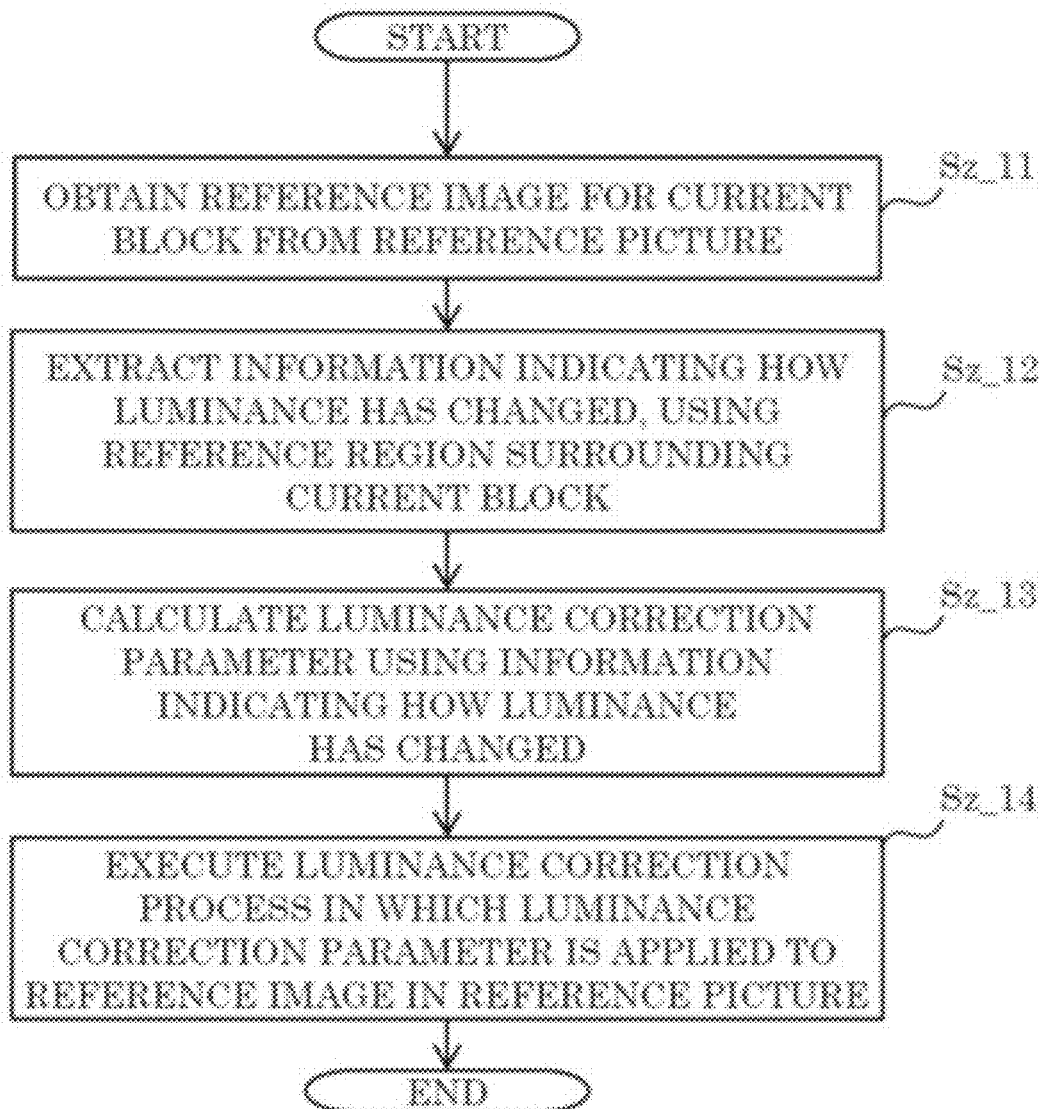 START
Sz_11
OBTAIN REFERENCE IMAGE FOR CURRENT
BLOCK FROM REFERENCE PICTURE
Sz_12
EXTRACT INFORMATION INDICATING HOW
LUMINANCE HAS CHANGED, USING
REFERENCE REGION SURROUNDING
CURRENT BLOCK
Sz_13
CALCULATE LUMINANCE CORRECTION
PARAMETER USING INFORMATION
INDICATING HOW LUMINANCE
HAS CHANGED
Sz_14
EXECUTE LUMINANCE CORRECTION
PROCESS IN WHICH LUMINANCE
CORRECTION PARAMETER IS APPLIED TO
REFERENCE IMAGE IN REFERENCE PICTURE
END